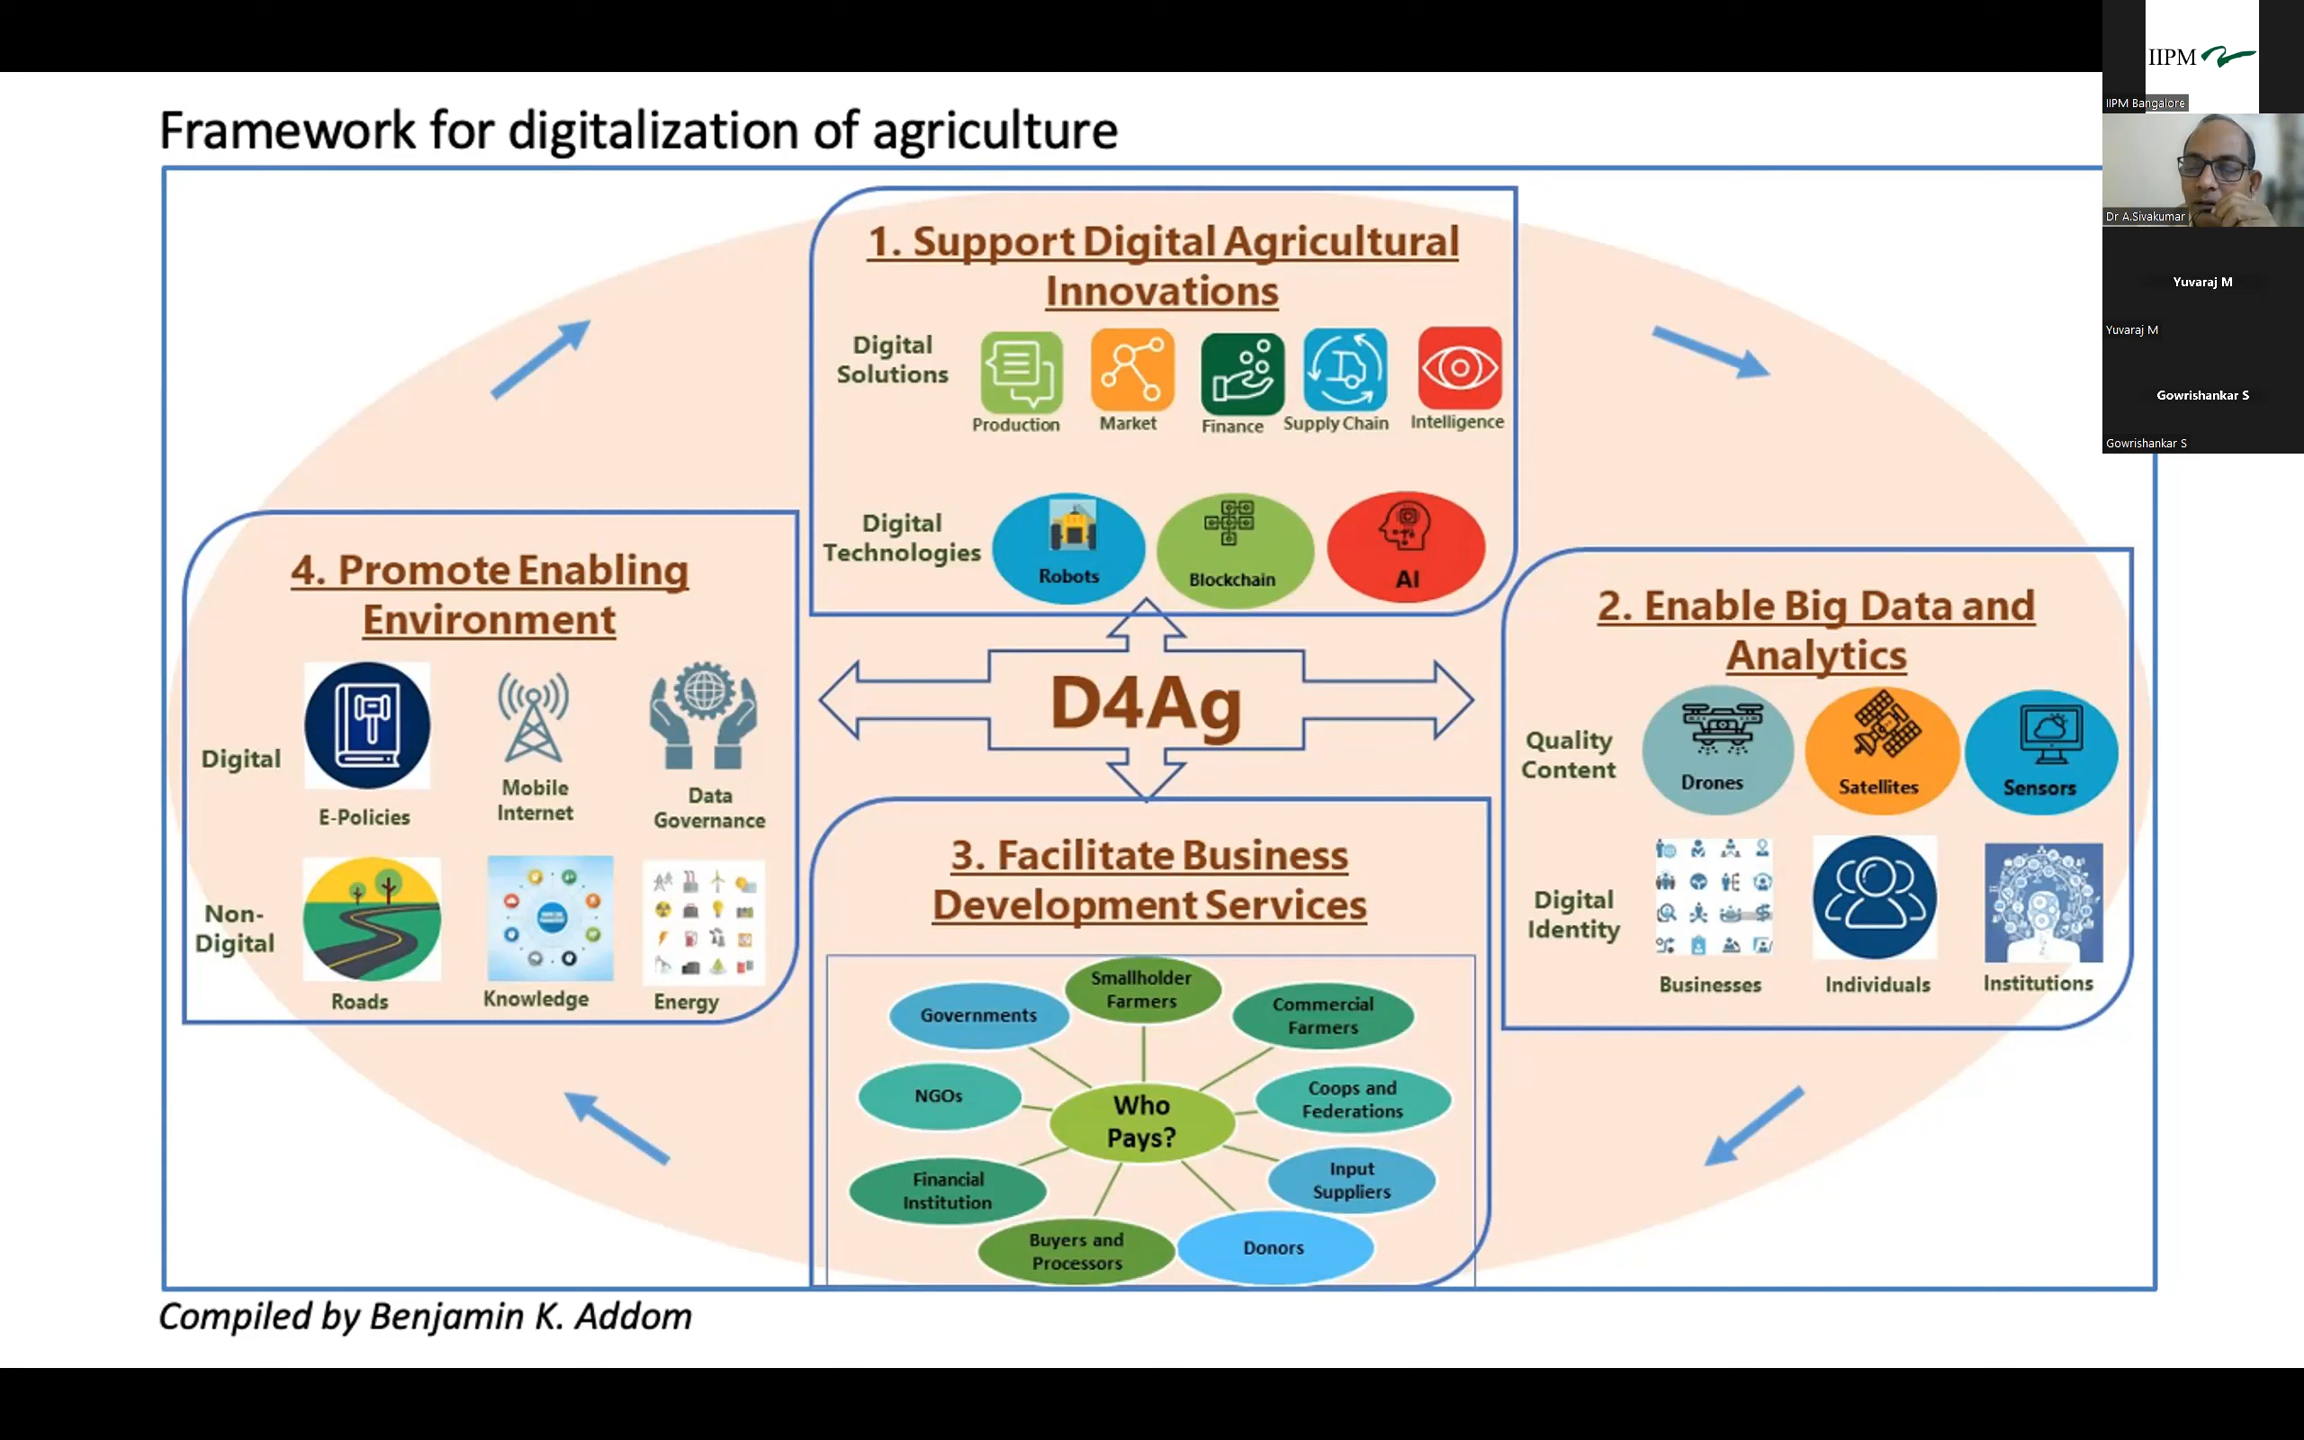 Framework for digitalization of agriculture
1. Support Digital Agricultural
Innovations
Digital
Solutions
Production
Market
Finance
Supply Chain
Intelligence
Digital
Technologies
Robots
Blockchain
AI
4. Promote Enabling
Environment
Digital
E-Policies
Mobile
Internet
Data
Governance
Non-
Digital
Roads
Knowledge
Energy
D4Ag
2. Enable Big Data and
Analytics
Quality
Content
Drones
Satellites
Sensors
Digital
Identity
Businesses
Individuals
Institutions
3. Facilitate Business
Development Services
Smallholder
Farmers
Governments
Commercial
Farmers
NGOs
Who
Pays?
Coops and
Federations
Financial
Institution
Input
Suppliers
Buyers and
Processors
Donors
Compiled by Benjamin K. Addom
IIPM
IIPM Bangalore
Dr A.Sivakumar
Yuvaraj M
Yuvaraj M
Gowrishankar S
Gowrishankar S